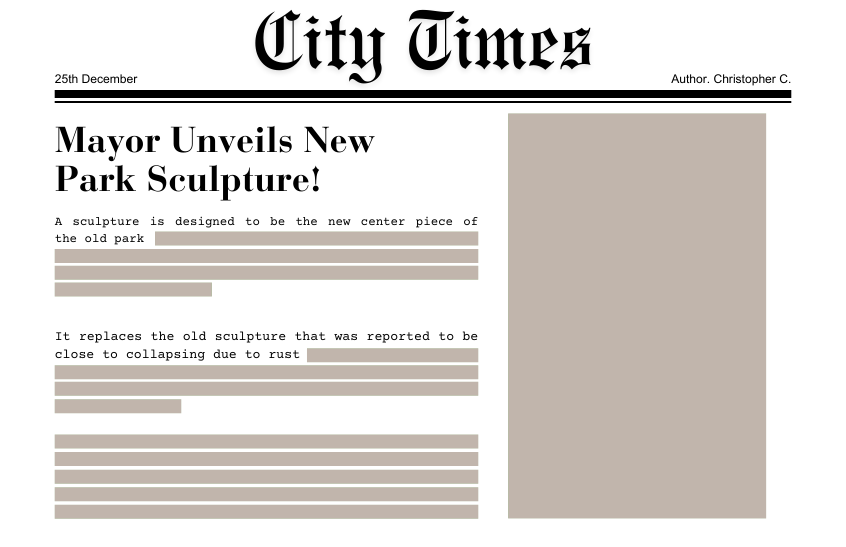 City Times
25th December
Author. Christopher C.
Mayor Unveils New
Park Sculpture!
A sculpture is designed to be the new center piece of
the old park
It replaces the old sculpture that was reported to be
close to collapsing due to rust